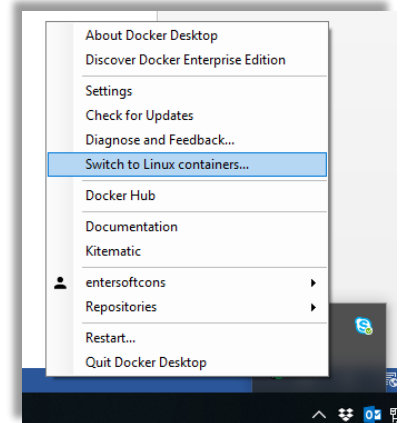 About Docker Desktop
Discover Docker Enterprise Edition
Settings
Check for Updates
Diagnose and Feedback...
Switch to Linux containers...
Docker Hub
Documentation
Kitematic
entersoftcons
Repositories
Restart...
Quit Docker Desktop